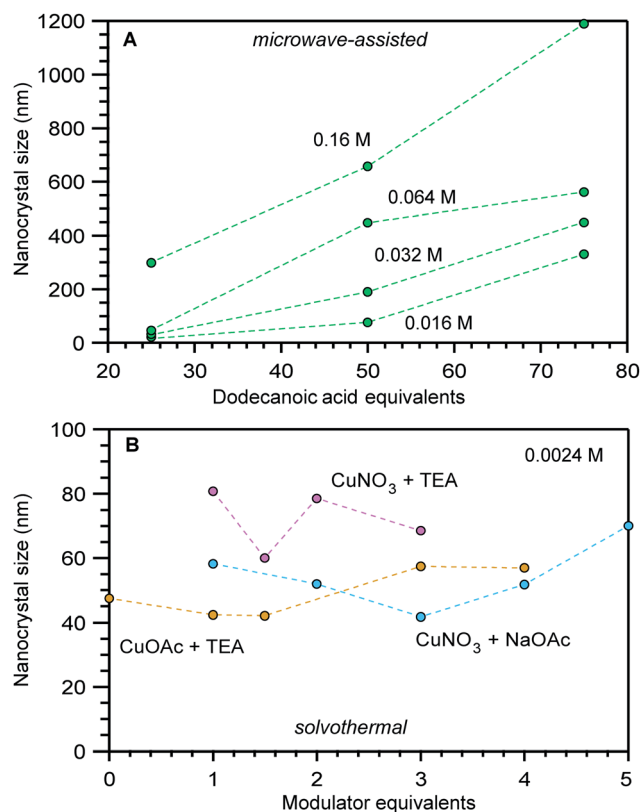 1200
A
microwave-assisted
1000
800
0.16 M
600
0.064 M
400
0.032 M
200
0.016 M
0
20
30
40
50
60
70
80
Nanocrystal size (nm)
Dodecanoic acid equivalents
100
B
0.0024 M
CuNO₃ + TEA
80
60
40
CuOAc + TEA
CuNO₃ + NaOAc
20
solvothermal
0
0
1
2
3
4
5
Nanocrystal size (nm)
Modulator equivalents